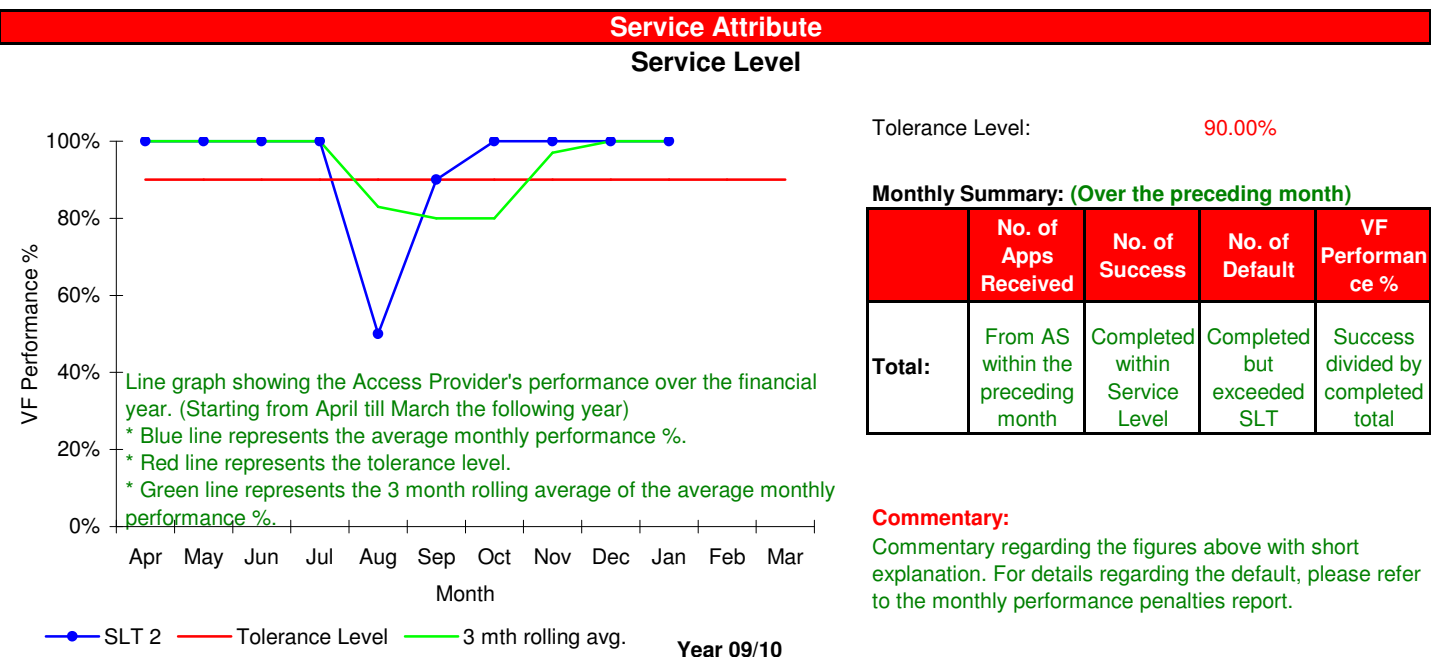 Service Attribute
Service Level
100%
80%
60%
40%
20%
0%
VF Performance %
Line graph showing the Access Provider's performance over the financial
year. (Starting from April till March the following year)
* Blue line represents the average monthly performance %.
* Red line represents the tolerance level.
* Green line represents the 3 month rolling average of the average monthly
performance %.
Apr May Jun Jul Aug Sep Oct Nov Dec Jan Feb Mar
Month
SLT 2 Tolerance Level 3 mth rolling avg.
Year 09/10
Tolerance Level: 90.00%
Monthly Summary: (Over the preceding month)
No. of
Apps
Received
No. of
Success
No. of
Default
VF
Performan
ce %
Total:
From AS
within the
preceding
month
Completed
within
Service
Level
Completed
but
exceeded
SLT
Success
divided by
completed
total
Commentary:
Commentary regarding the figures above with short
explanation. For details regarding the default, please refer
to the monthly performance penalties report.